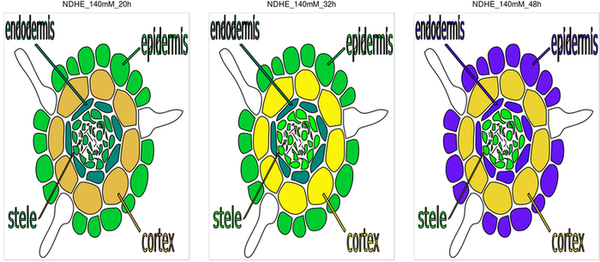 NDHE_140mM_20h
endodermis
epidermis
stele
cortex
NDHE_140mM_32h
endodermis
epidermis
stele
cortex
NDHE_140mM_48h
endodermis
epidermis
stele
cortex